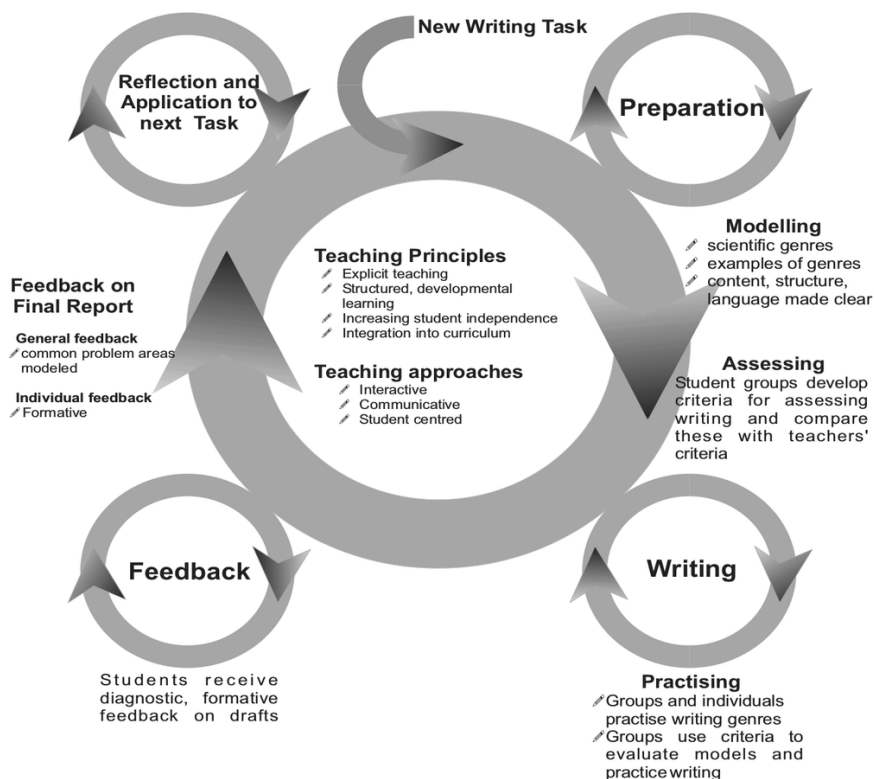 New Writing Task
Reflection and
Application to
next Task
Preparation
Modelling
scientific genres
examples of genres
content, structure,
language made clear
Teaching Principles
Explicit teaching
Structured, developmental
learning
Increasing student independence
Integration into curriculum
Teaching approaches
Interactive
Communicative
Student centred
Feedback on
Final Report
General feedback
common problem areas
modeled
Individual feedback
Formative
Assessing
Student groups develop
criteria for assessing
writing and compare
these with teachers'
criteria
Feedback
Students receive
diagnostic, formative
feedback on drafts
Writing
Practising
Groups and individuals
practise writing genres
Groups use criteria to
evaluate models and
practice writing